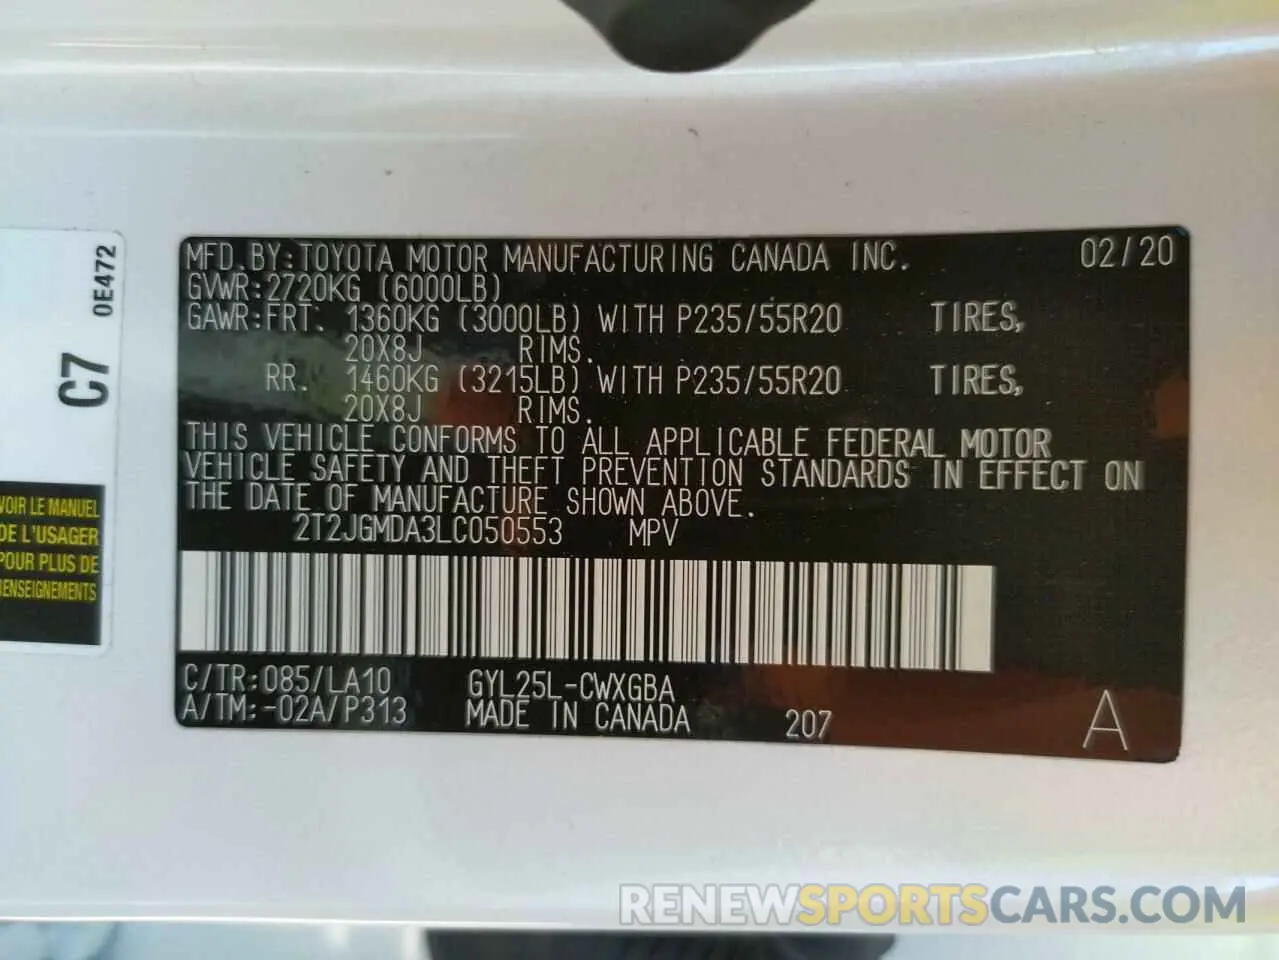 MFD.BY:TOYOTA MOTOR MANUFACTURING CANADA INC. 02/20
GVWR:2720KG (6000LB)
GAWR:FRT. 1360KG (3000LB) WITH P235/55R20 TIRES,
20X8J RIMS.
RR. 1460KG (3215LB) WITH P235/55R20 TIRES,
20X8J RIMS.
THIS VEHICLE CONFORMS TO ALL APPLICABLE FEDERAL MOTOR
VEHICLE SAFETY AND THEFT PREVENTION STANDARDS IN EFFECT ON
THE DATE OF MANUFACTURE SHOWN ABOVE.
2T2JGMDA3LC050553 MPV
C/TR:085/LA10 GYL25L-CWXGBA
A/TM:-02A/P313 MADE IN CANADA 207 A
0E472
C7
VOIR LE MANUEL
DE L'USAGER
POUR PLUS DE
RENSEIGNEMENTS
RENEWSPORTSCARS.COM